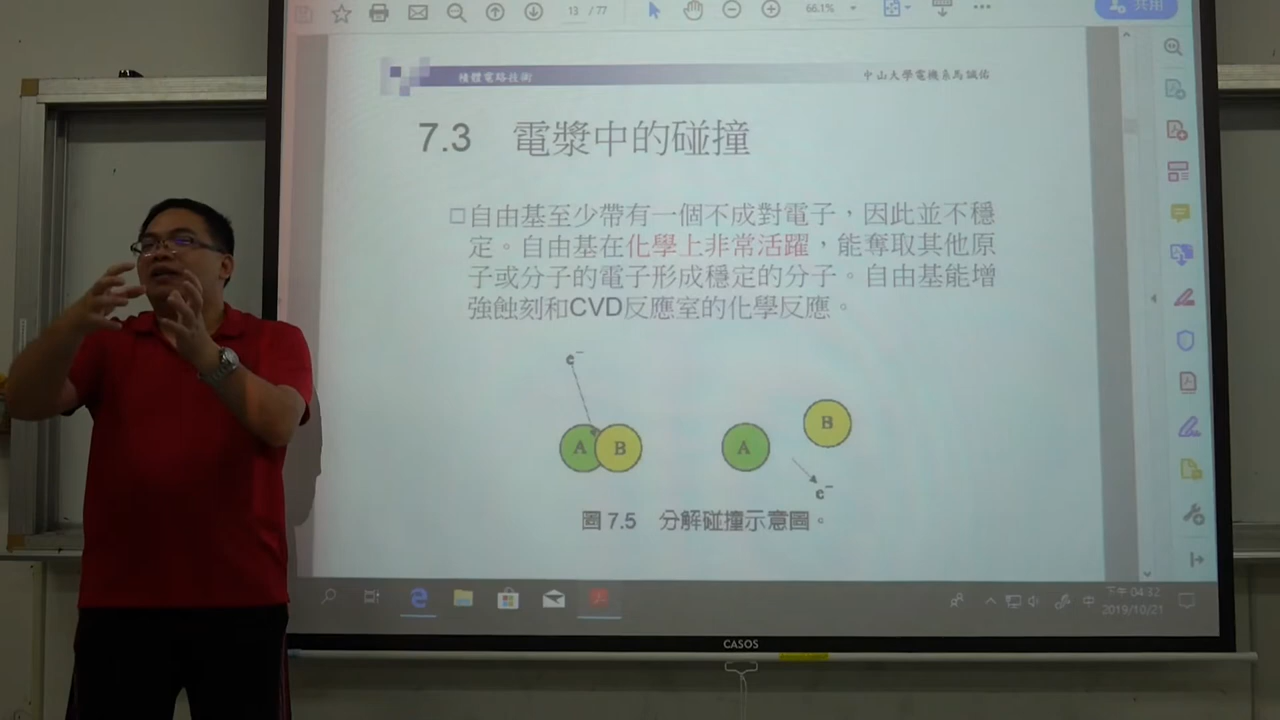 13 / 77
66.1%
共用
積體電路技術
中山大學電機系馬誠佑
7.3 電漿中的碰撞
自由基至少帶有一個不成對電子，因此並不穩
定。自由基在化學上非常活躍，能奪取其他原
子或分子的電子形成穩定的分子。自由基能增
強蝕刻和CVD反應室的化學反應。
e⁻
A B
A
B
e⁻
圖 7.5 分解碰撞示意圖。
中
下午 04:32
2019/10/21
CASOS